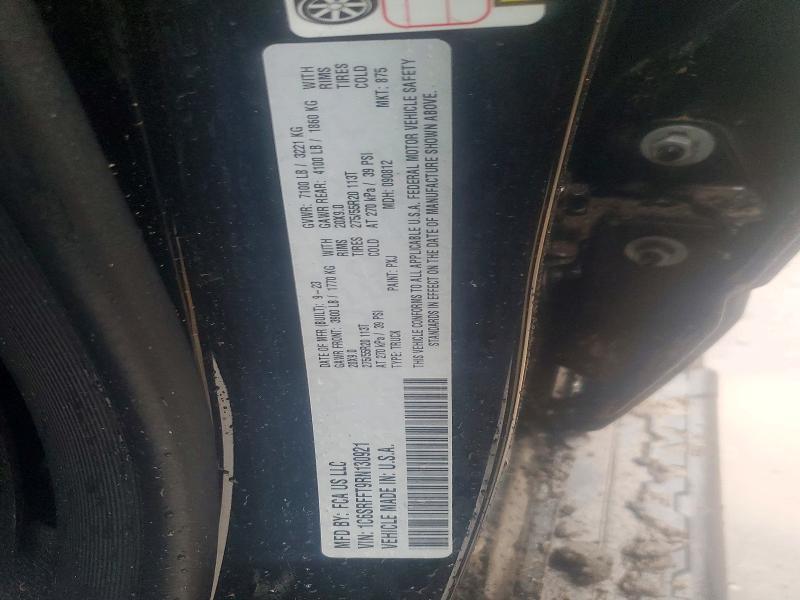 MFD BY: FCA US LLC
DATE OF MFR (BUILT): 9-23
GVWR: 7100 LB / 3221 KG
GAWR FRONT: 3900 LB / 1770 KG WITH
GAWR REAR: 4100 LB / 1860 KG WITH
20X9.0 RIMS
20X9.0 RIMS
275/55R20 113T TIRES
275/55R20 113T TIRES
AT 270 kPa / 39 PSI COLD
AT 270 kPa / 39 PSI COLD
VIN: 1C6SRFFT9RN130921
TYPE: TRUCK
PAINT: PXJ
MDH: 090812
MKT: 875
VEHICLE MADE IN: U.S.A.
THIS VEHICLE CONFORMS TO ALL APPLICABLE U.S.A. FEDERAL MOTOR VEHICLE SAFETY
STANDARDS IN EFFECT ON THE DATE OF MANUFACTURE SHOWN ABOVE.